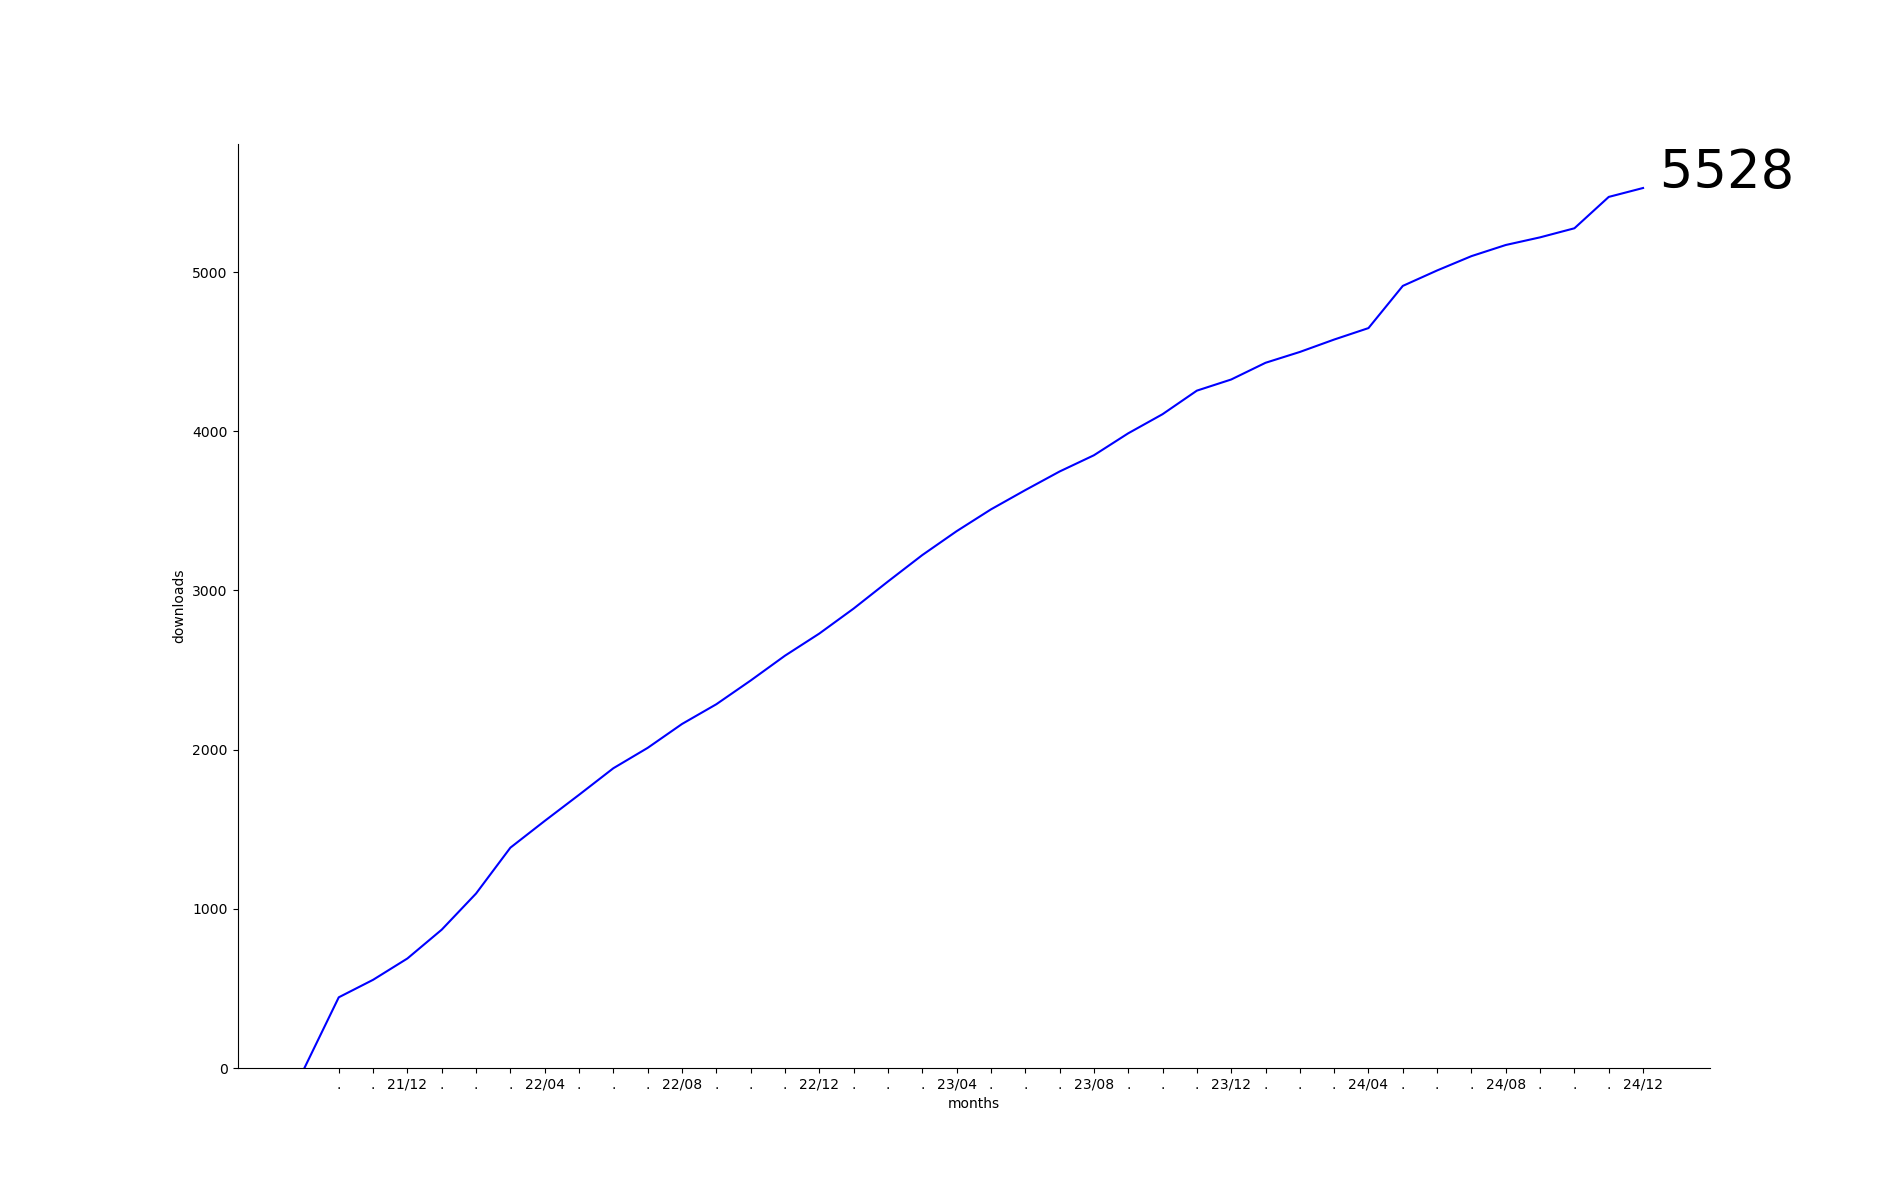 5528
5000
4000
3000
2000
1000
0
downloads
. . 21/12 . . . 22/04 . . . 22/08 . . . 22/12 . . . 23/04 . . . 23/08 . . . 23/12 . . . 24/04 . . . 24/08 . . . 24/12
months